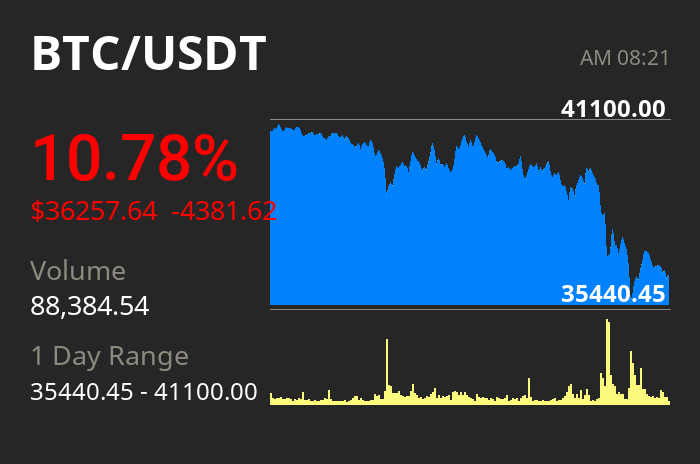 BTC/USDT
AM 08:21
41100.00
10.78%
$36257.64 -4381.62
Volume
88,384.54
35440.45
1 Day Range
35440.45 - 41100.00